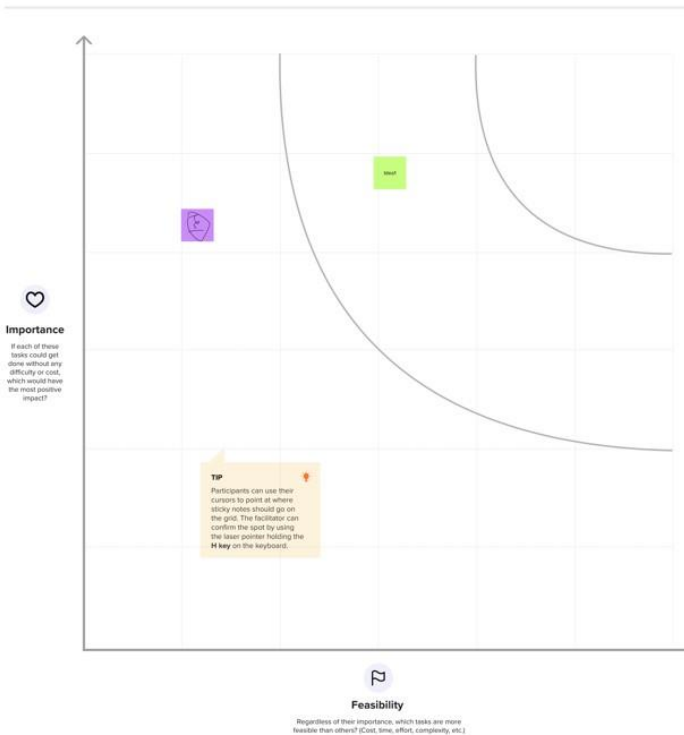 Importance
If each of these
tasks could get
done without any
difficulty or cost,
which would have
the most positive
impact?
TIP
Participants can use their
cursors to point at where
sticky notes should go on
the grid. The facilitator can
confirm the spot by using
the laser pointer holding the
H key on the keyboard.
Feasibility
Regardless of their importance, which tasks are more
feasible than others? (Cost, time, effort, complexity, etc.)